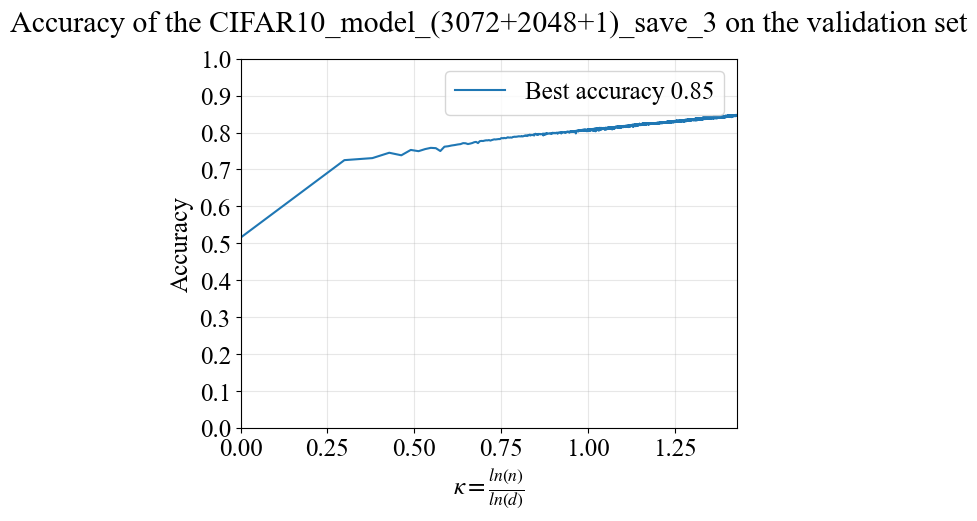 Accuracy of the CIFAR10_model_(3072+2048+1)_save_3 on the validation set
Best accuracy 0.85
Accuracy
1.0
0.9
0.8
0.7
0.6
0.5
0.4
0.3
0.2
0.1
0.0
0.00 0.25 0.50 0.75 1.00 1.25
κ = ln(n) / ln(d)